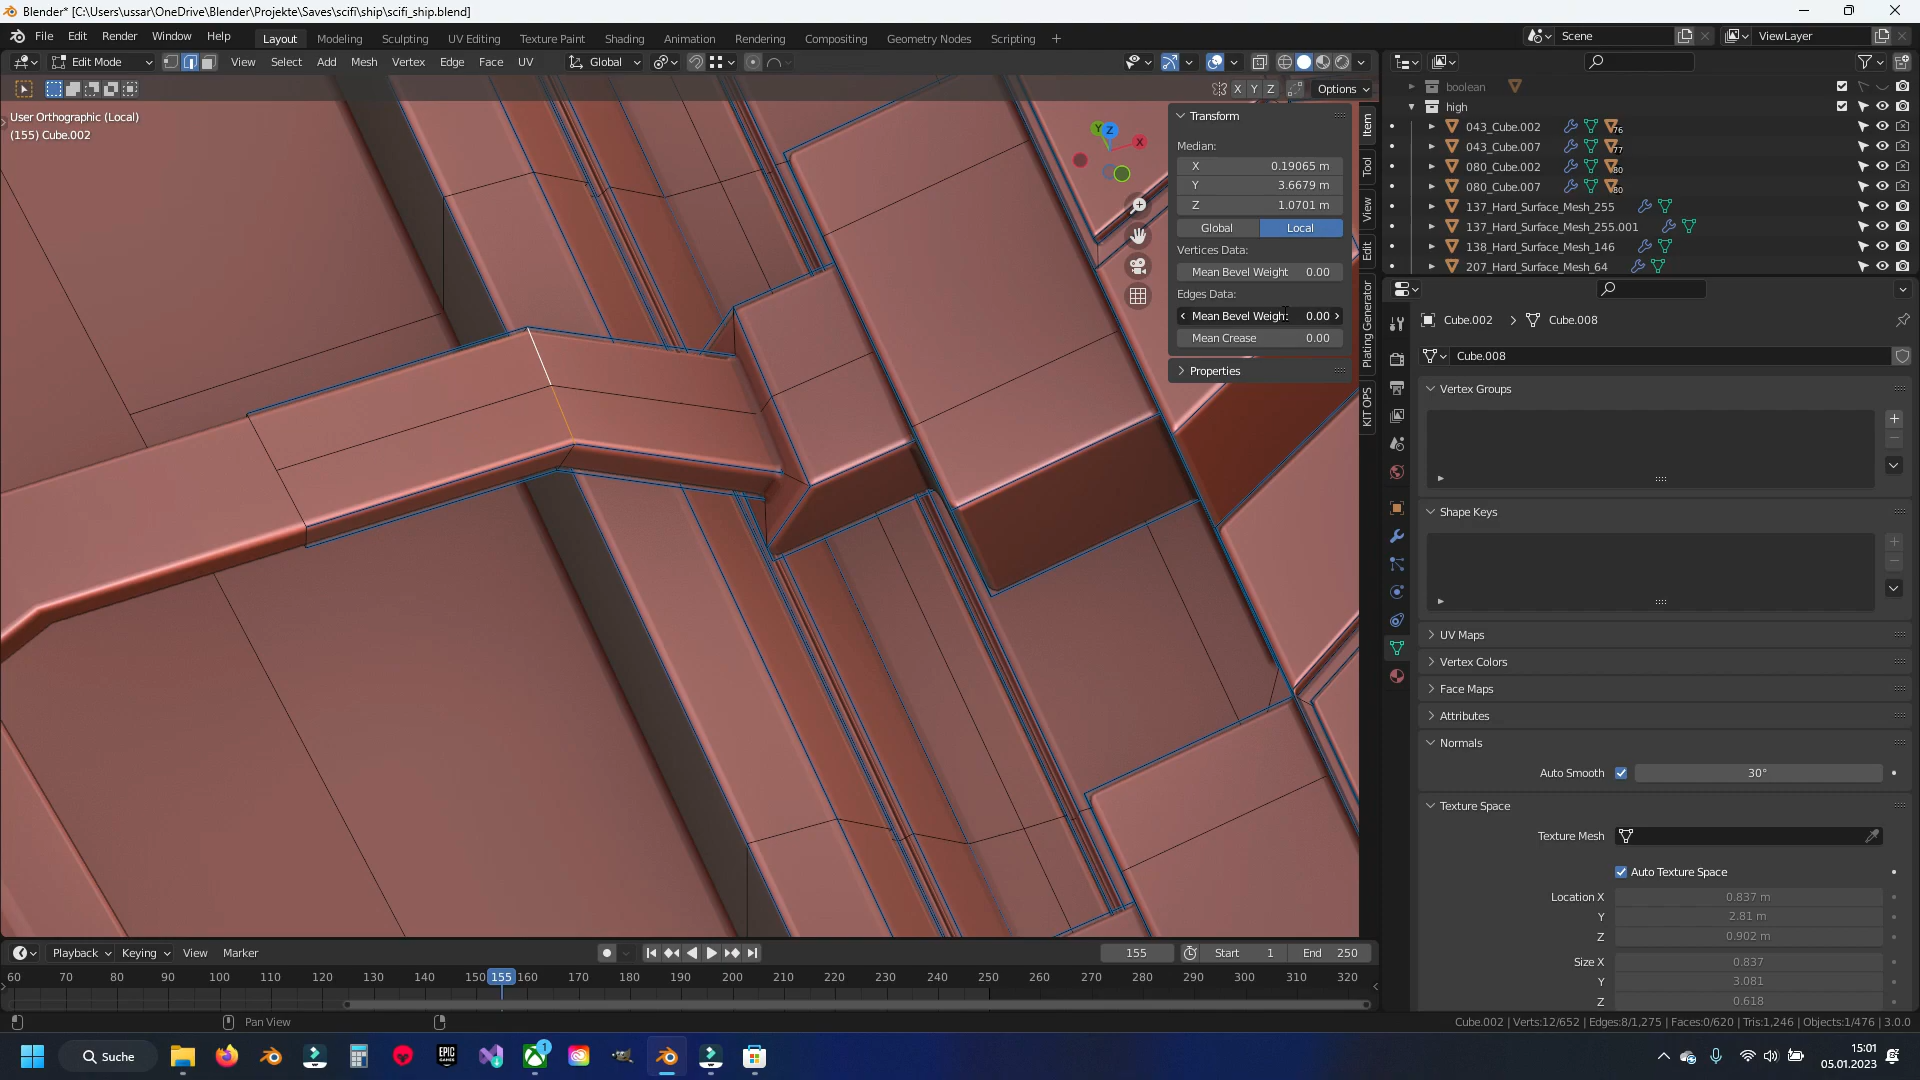 Blender* [C:\Users\ussar\OneDrive\Blender\Projekte\Saves\scifi\ship\scifi_ship.blend]
File Edit Render Window Help Layout Modeling Sculpting UV Editing Texture Paint Shading Animation Rendering Compositing Geometry Nodes Scripting + Scene ViewLayer
Edit Mode View Select Add Mesh Vertex Edge Face UV Global
X Y Z Options
User Orthographic (Local)
(155) Cube.002
Y Z X
Transform
Median:
X 0.19065 m
Y 3.6679 m
Z 1.0701 m
Global Local
Vertices Data:
Mean Bevel Weight 0.00
Edges Data:
Mean Bevel Weight 0.00
Mean Crease 0.00
Properties
Item
Tool
View
Edit
Plating Generator
KIT OPS
boolean
high
043_Cube.002 76
043_Cube.007 77
080_Cube.002 80
080_Cube.007 80
137_Hard_Surface_Mesh_255
137_Hard_Surface_Mesh_255.001
138_Hard_Surface_Mesh_146
207_Hard_Surface_Mesh_64
Cube.002 > Cube.008
Cube.008
Vertex Groups
Shape Keys
UV Maps
Vertex Colors
Face Maps
Attributes
Normals
Auto Smooth 30°
Texture Space
Texture Mesh
Auto Texture Space
Location X 0.837 m
Y 2.81 m
Z 0.902 m
Size X 0.837
Y 3.081
Z 0.618
Playback Keying View Marker 155 Start 1 End 250
60 70 80 90 100 110 120 130 140 150 155 160 170 180 190 200 210 220 230 240 250 260 270 280 290 300 310 320
Pan View Cube.002 | Verts:12/652 | Edges:8/1,275 | Faces:0/620 | Tris:1,246 | Objects:1/476 | 3.0.0
Suche EPIC GAMES 1 15:01
05.01.2023